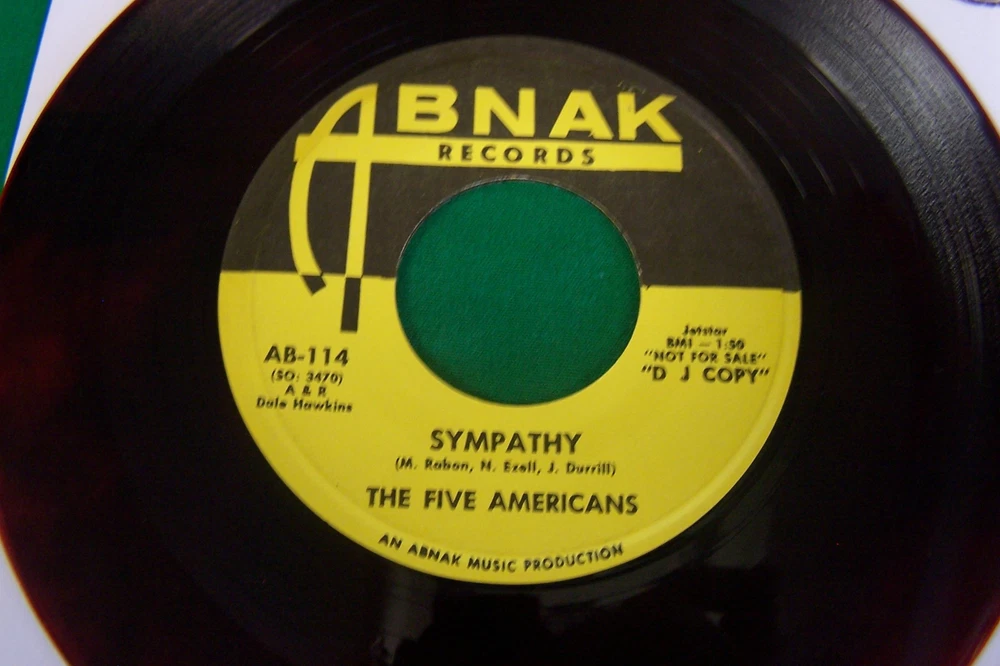 ABNAK
RECORDS
AB-114
(SO: 3470)
A & R
Dale Hawkins
Jetstar
BMI — 1:50
"NOT FOR SALE"
"D J COPY"
SYMPATHY
(M. Rabon, N. Ezell, J. Durrill)
THE FIVE AMERICANS
AN ABNAK MUSIC PRODUCTION